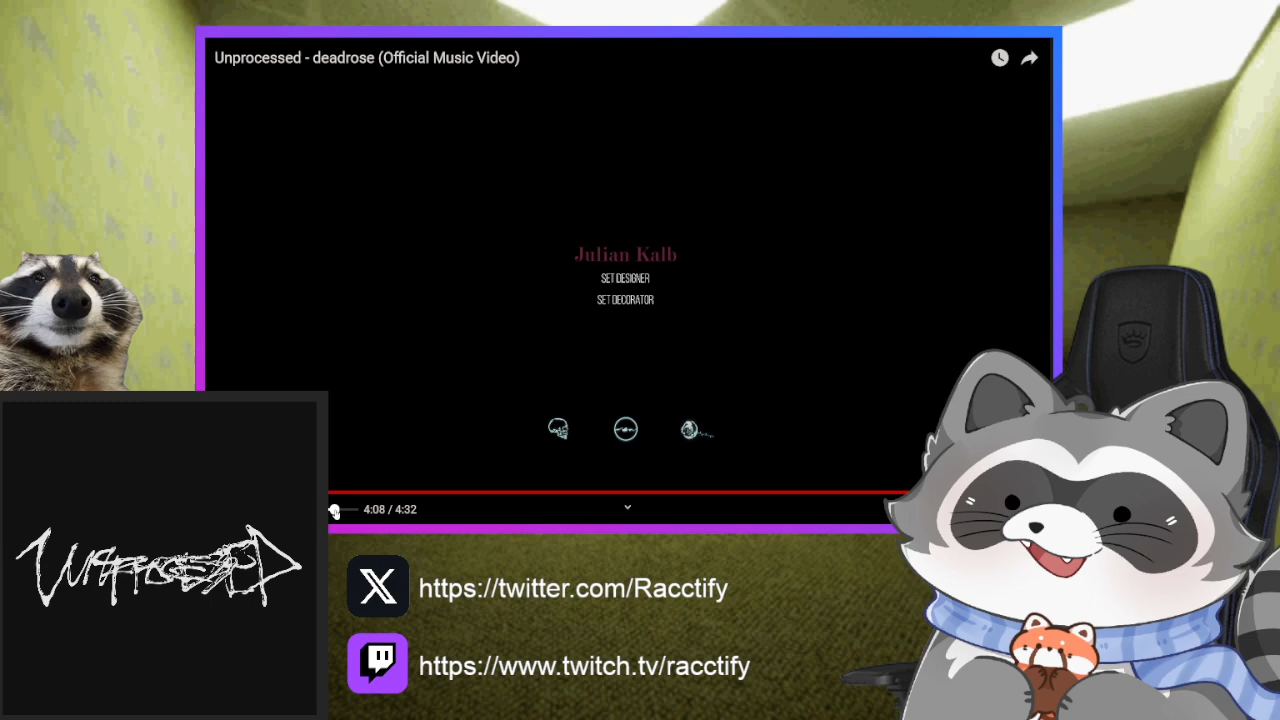 Unprocessed - deadrose (Official Music Video)
Julian Kalb
SET DESIGNER
SET DECORATOR
4:08 / 4:32
UNPROCESSED
https://twitter.com/Racctify
https://www.twitch.tv/racctify